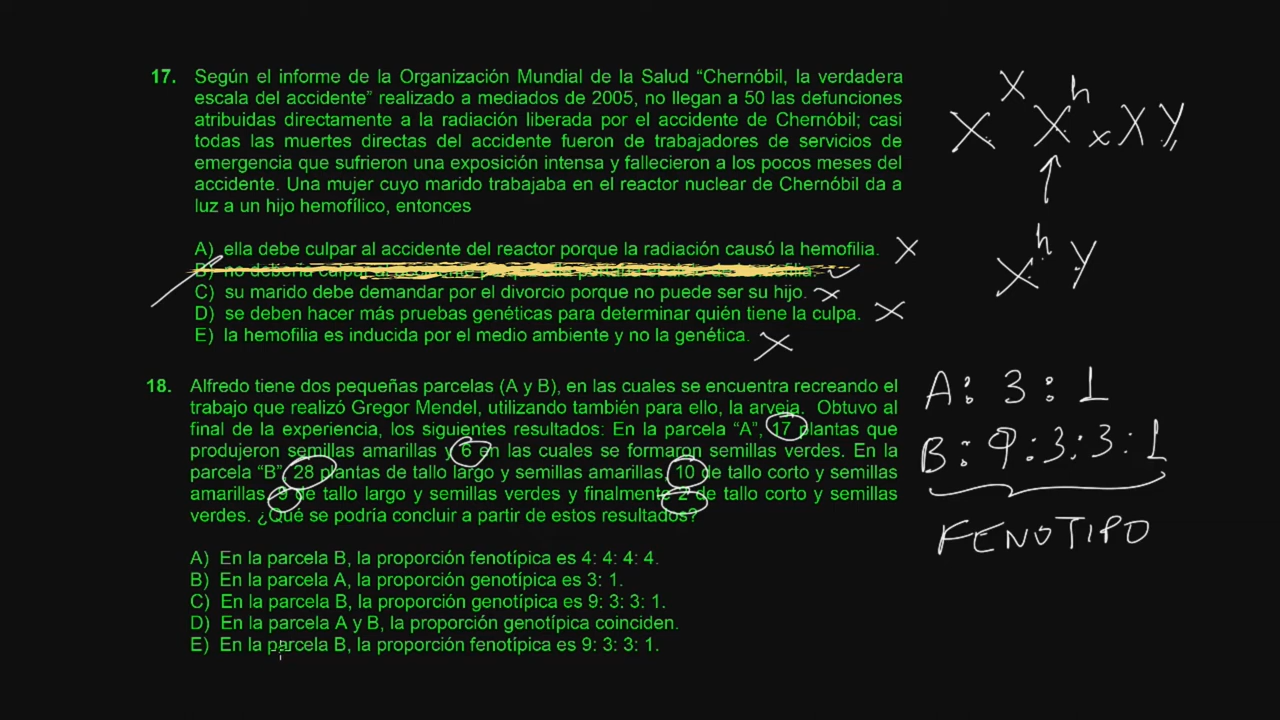 17. Según el informe de la Organización Mundial de la Salud “Chernóbil, la verdadera
escala del accidente” realizado a mediados de 2005, no llegan a 50 las defunciones
atribuidas directamente a la radiación liberada por el accidente de Chernóbil; casi
todas las muertes directas del accidente fueron de trabajadores de servicios de
emergencia que sufrieron una exposición intensa y fallecieron a los pocos meses del
accidente. Una mujer cuyo marido trabajaba en el reactor nuclear de Chernóbil da a
luz a un hijo hemofílico, entonces
A) ella debe culpar al accidente del reactor porque la radiación causó la hemofilia. X
B) no debería culpar al
C) su marido debe demandar por el divorcio porque no puede ser su hijo. X
D) se deben hacer más pruebas genéticas para determinar quién tiene la culpa. X
E) la hemofilia es inducida por el medio ambiente y no la genética. X
18. Alfredo tiene dos pequeñas parcelas (A y B), en las cuales se encuentra recreando el
trabajo que realizó Gregor Mendel, utilizando también para ello, la arveja. Obtuvo al
final de la experiencia, los siguientes resultados: En la parcela “A”, 17 plantas que
produjeron semillas amarillas y 6 en las cuales se formaron semillas verdes. En la
parcela “B” 28 plantas de tallo largo y semillas amarillas, 10 de tallo corto y semillas
amarillas, de tallo largo y semillas verdes y finalmente 2 de tallo corto y semillas
verdes. ¿Qué se podría concluir a partir de estos resultados?
A) En la parcela B, la proporción fenotípica es 4: 4: 4: 4.
B) En la parcela A, la proporción genotípica es 3: 1.
C) En la parcela B, la proporción genotípica es 9: 3: 3: 1.
D) En la parcela A y B, la proporción genotípica coinciden.
E) En la parcela B, la proporción fenotípica es 9: 3: 3: 1.
X X X h x X Y
X h Y
A : 3 : 1
B : 9 : 3 : 3 : 1
FENOTIPO